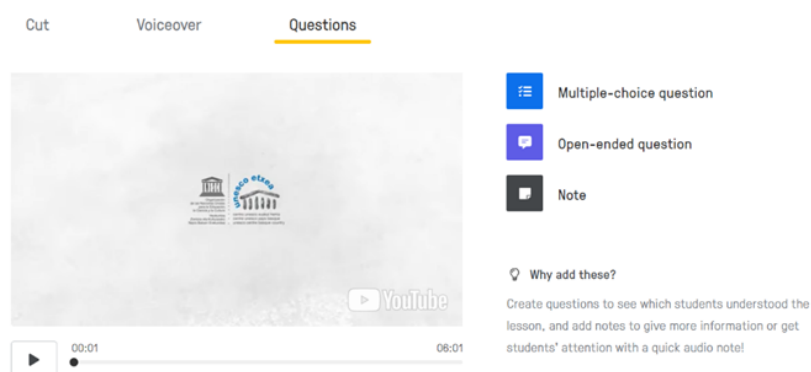 Cut
Voiceover
Questions
unesco etxea
YouTube
00:01
06:01
Multiple-choice question
Open-ended question
Note
Why add these?
Create questions to see which students understood the
lesson, and add notes to give more information or get
students' attention with a quick audio note!